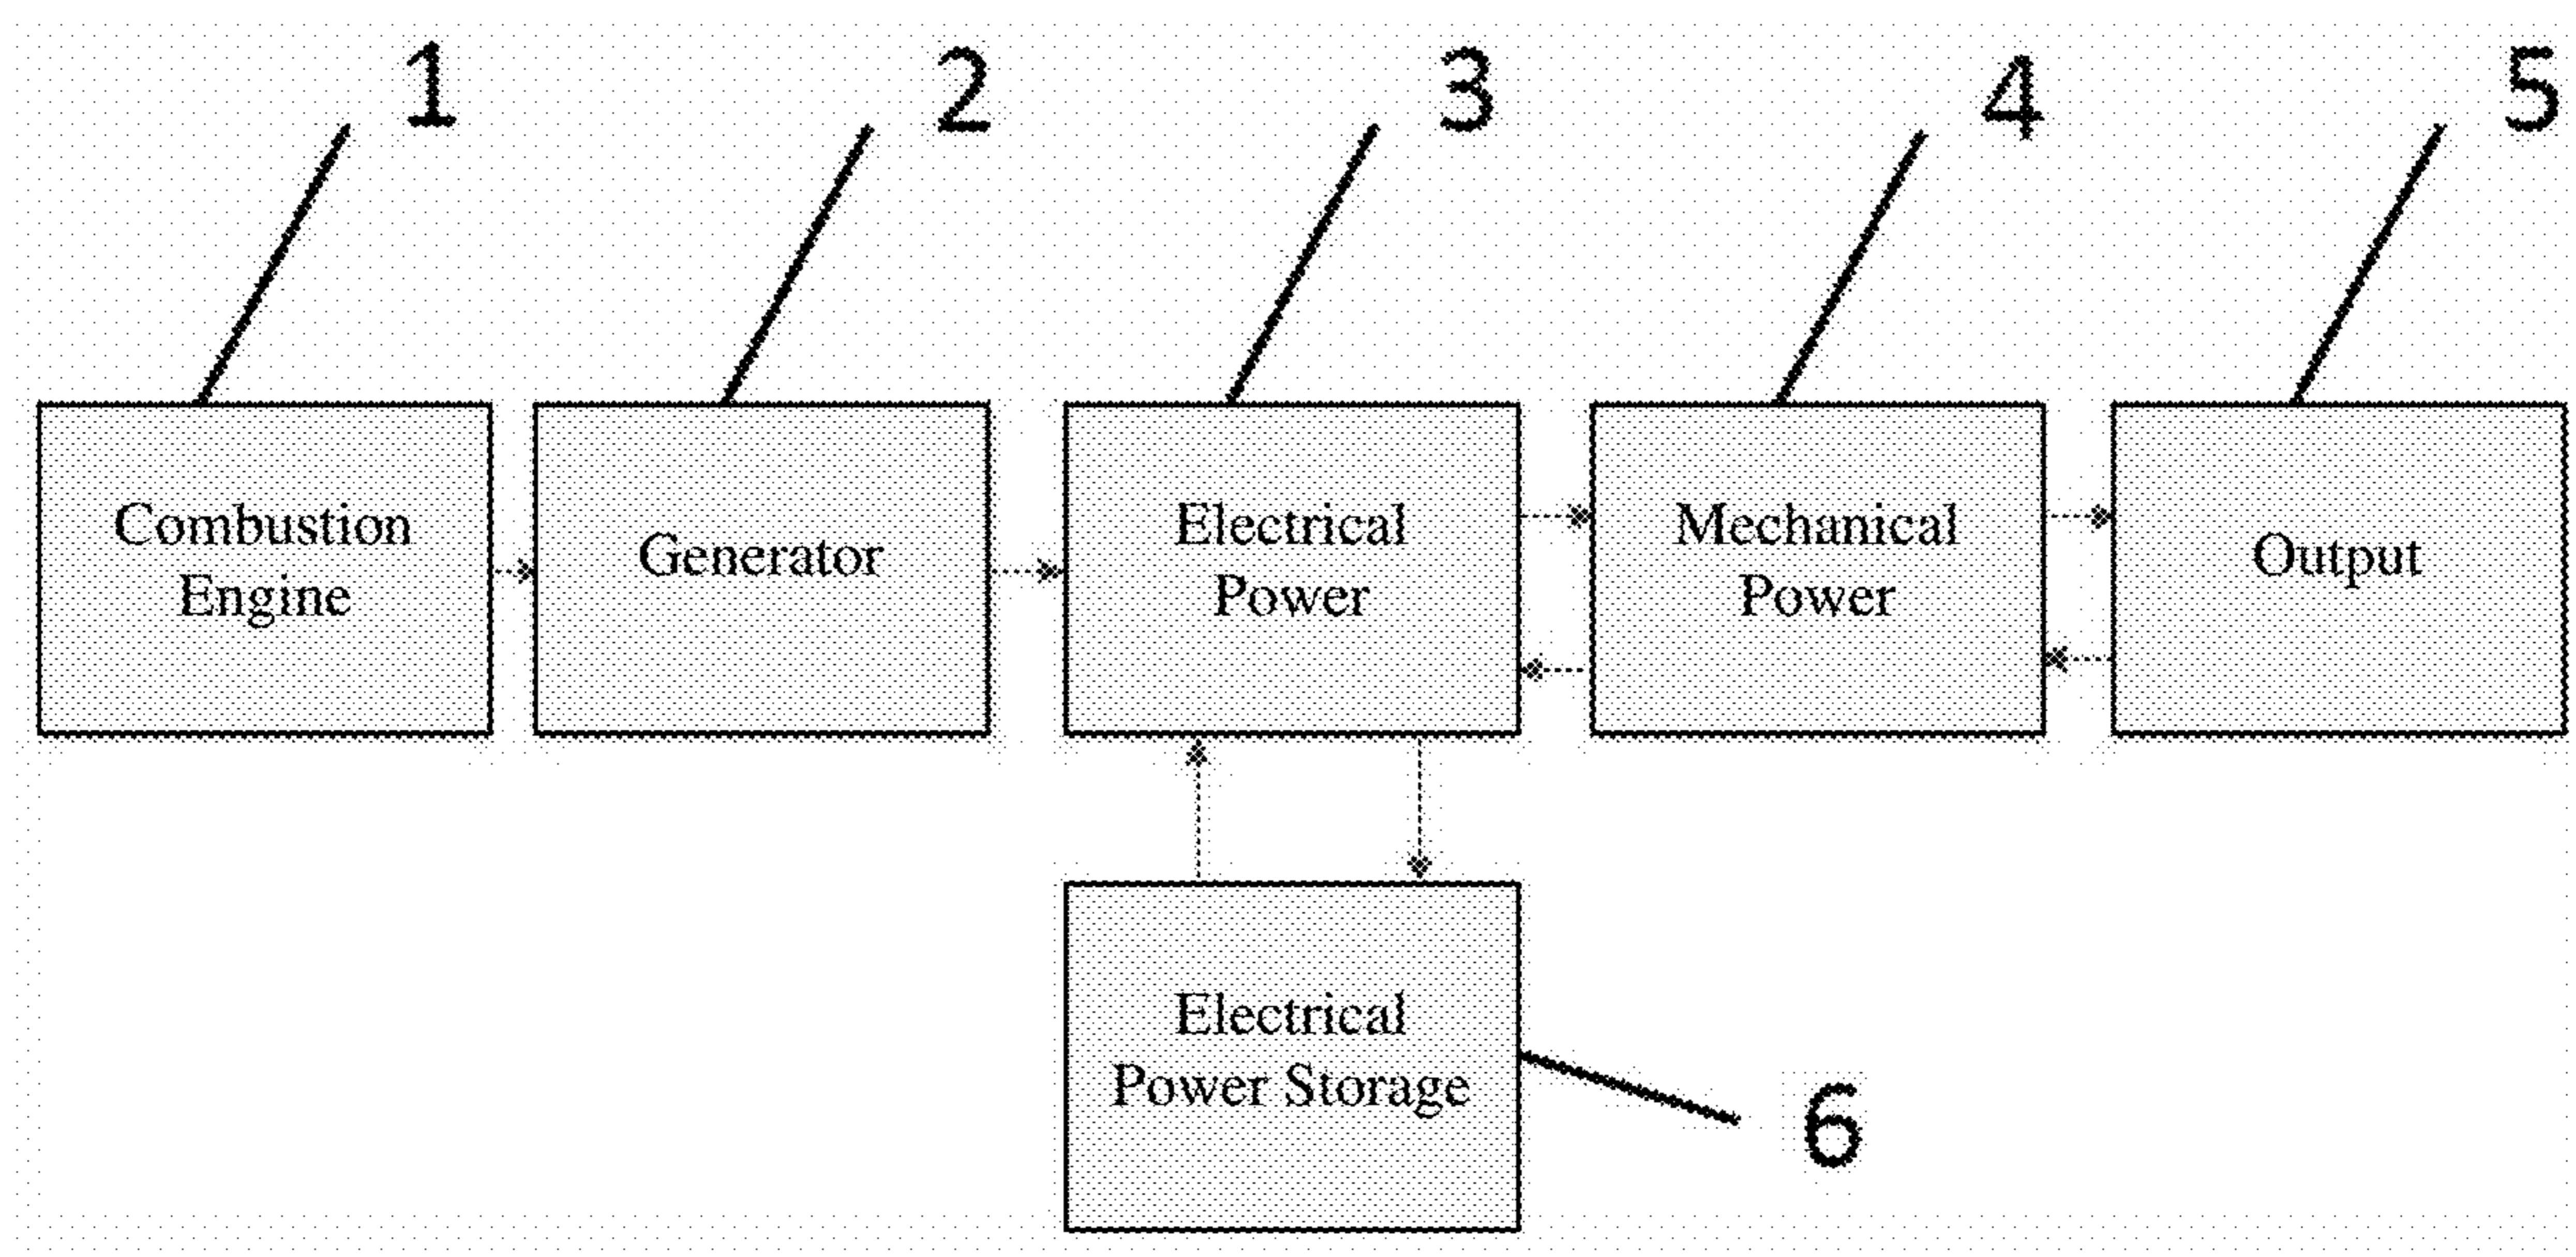 1
2
3
4
5
Combustion
Engine
Generator
Electrical
Power
Mechanical
Power
Output
Electrical
Power Storage
6